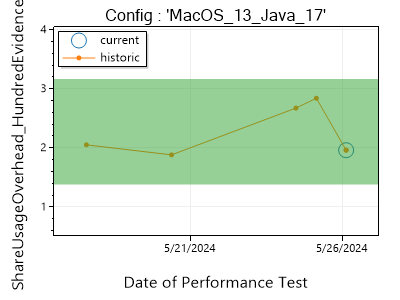 Config : 'MacOS_13_Java_17'
current
historic
ShareUsageOverhead_HundredEvidence
4
3
2
1
5/21/2024
5/26/2024
Date of Performance Test